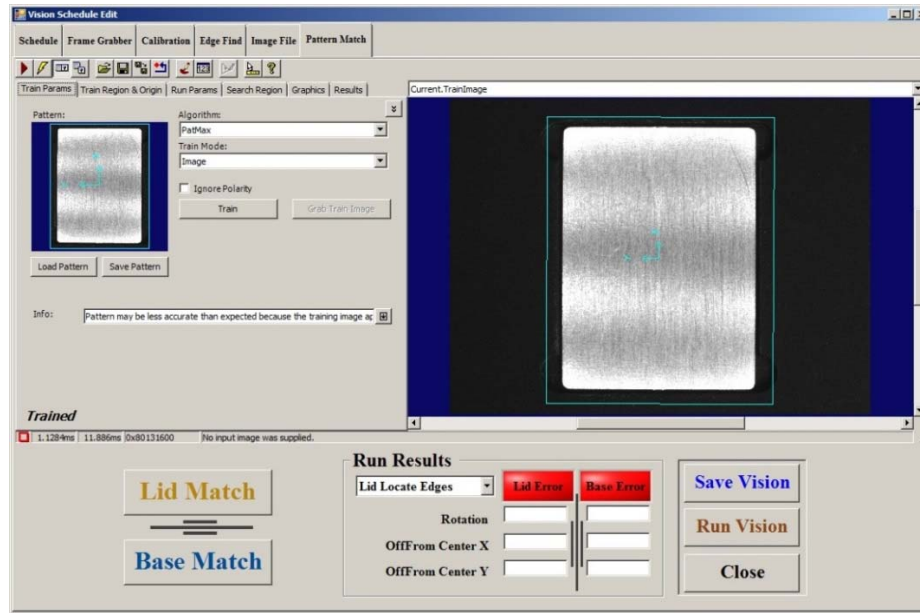 Vision Schedule Edit
Schedule Frame Grabber Calibration Edge Find Image File Pattern Match
Train Params Train Region & Origin Run Params Search Region Graphics Results
Current.TrainImage
Pattern:
Algorithm:
PatMax
Train Mode:
Image
Ignore Polarity
Train Grab Train Image
Load Pattern Save Pattern
Info: Pattern may be less accurate than expected because the training image ap
Trained
1.1284ms 11.886ms 0x80131600 No input image was supplied.
Lid Match
Base Match
Run Results
Lid Locate Edges Lid Error Base Error
Rotation
OffFrom Center X
OffFrom Center Y
Save Vision
Run Vision
Close